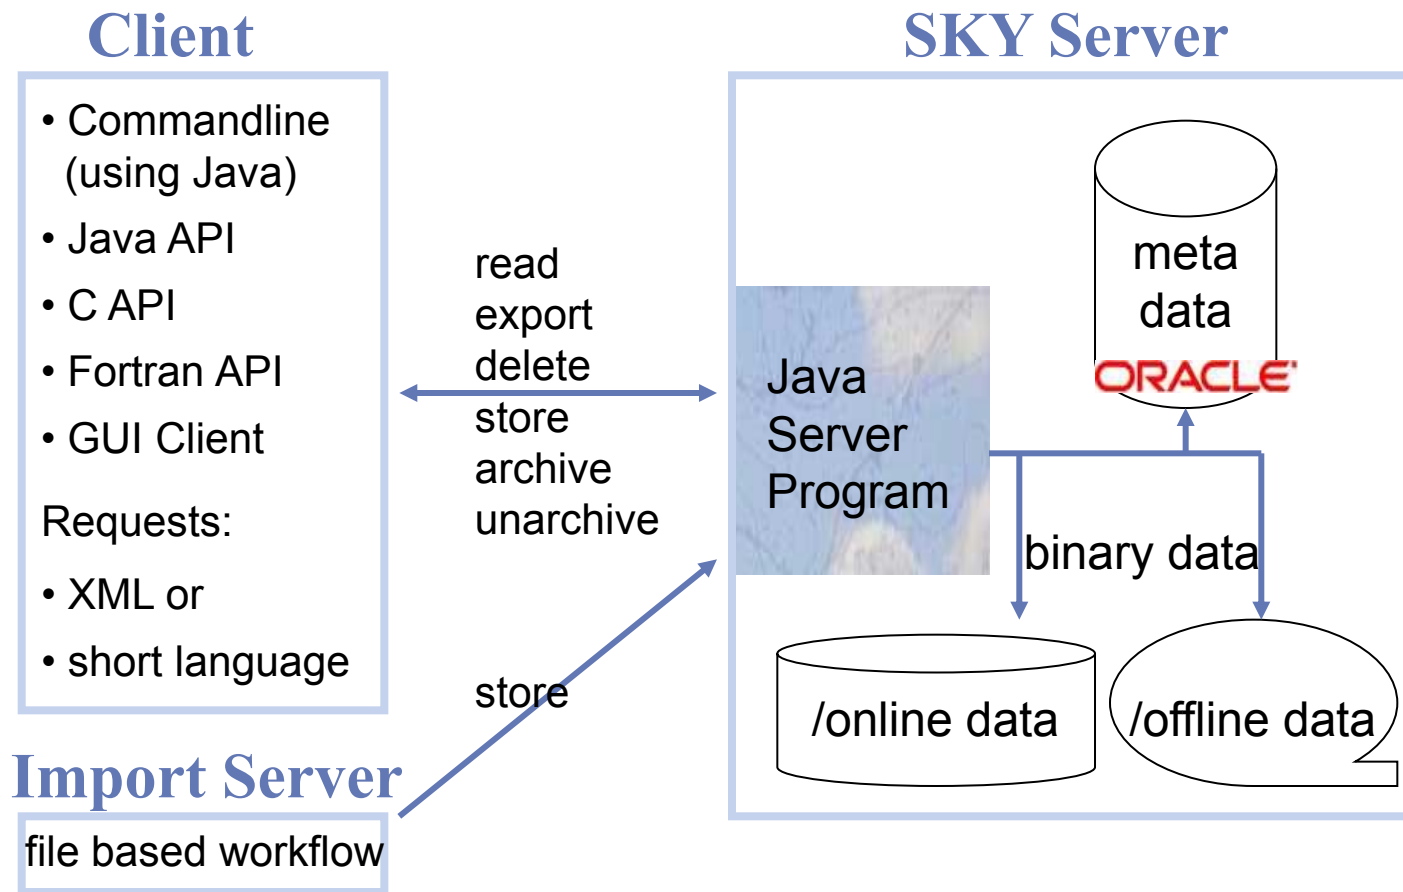 Client
• Commandline
(using Java)
• Java API
• C API
• Fortran API
• GUI Client
Requests:
• XML or
• short language
Import Server
file based workflow
read
export
delete
store
archive
unarchive
store
SKY Server
Java
Server
Program
meta
data
ORACLE
binary data
/online data
/offline data